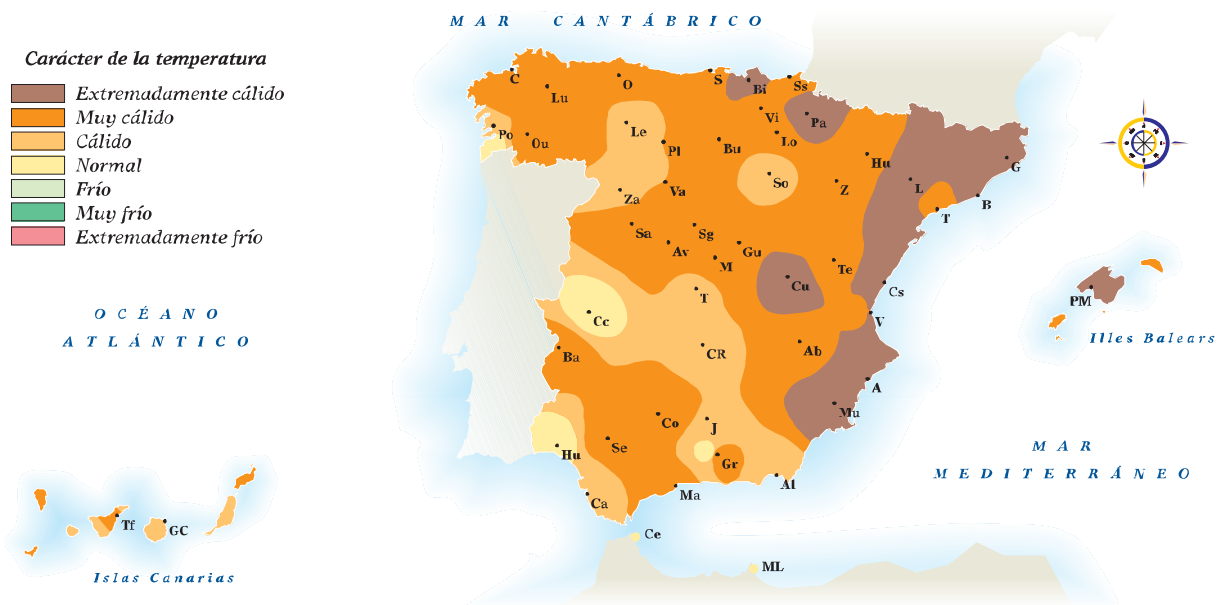 MAR CANTÁBRICO
Carácter de la temperatura
Extremadamente cálido
Muy cálido
Cálido
Normal
Frío
Muy frío
Extremadamente frío
C
Lu
O
S
Bi
Ss
Po
Ou
Le
Pl
Bu
Vi
Lo
Pa
Hu
G
L
B
T
Za
Va
So
Z
Sa
Av
Sg
M
Gu
Te
Cu
Cs
T
Cc
V
PM
Illes Balears
OCÉANO
ATLÁNTICO
Ba
CR
Ab
A
Mu
Co
J
Hu
Se
Gr
Ca
Ma
Al
MAR
MEDITERRÁNEO
Tf
GC
Islas Canarias
Ce
ML